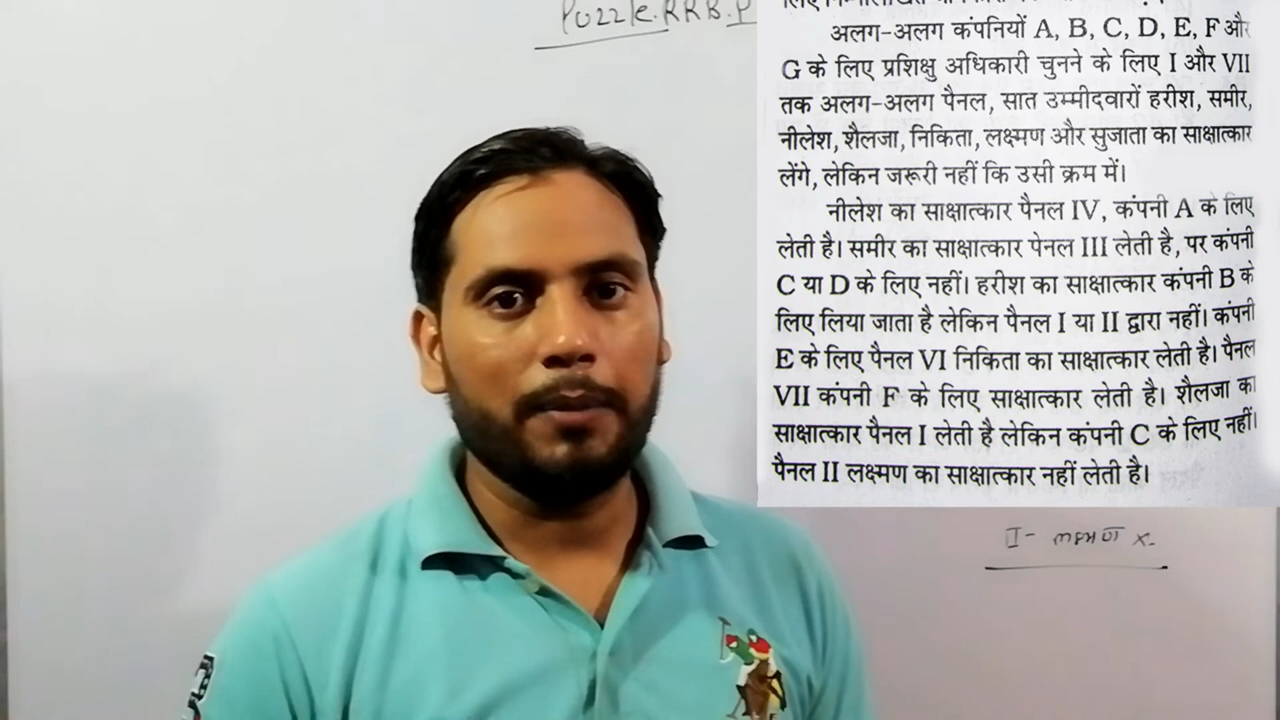 Puzzle.RRB.P
अलग-अलग कंपनियों A, B, C, D, E, F और
G के लिए प्रशिक्षु अधिकारी चुनने के लिए I और VII
तक अलग-अलग पैनल, सात उम्मीदवारों हरीश, समीर,
नीलेश, शैलजा, निकिता, लक्ष्मण और सुजाता का साक्षात्कार
लेंगे, लेकिन जरूरी नहीं कि उसी क्रम में।
नीलेश का साक्षात्कार पैनल IV, कंपनी A के लिए
लेती है। समीर का साक्षात्कार पेनल III लेती है, पर कंपनी
C या D के लिए नहीं। हरीश का साक्षात्कार कंपनी B के
लिए लिया जाता है लेकिन पैनल I या II द्वारा नहीं। कंपनी
E के लिए पैनल VI निकिता का साक्षात्कार लेती है। पैनल
VII कंपनी F के लिए साक्षात्कार लेती है। शैलजा का
साक्षात्कार पैनल I लेती है लेकिन कंपनी C के लिए नहीं।
पैनल II लक्ष्मण का साक्षात्कार नहीं लेती है।